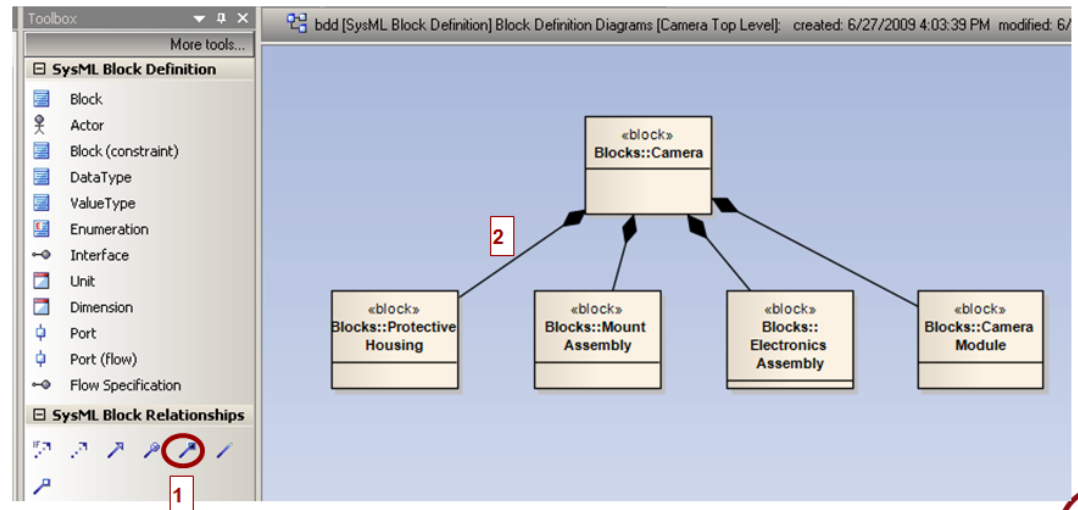 Toolbox
More tools...
SysML Block Definition
Block
Actor
Block (constraint)
DataType
ValueType
Enumeration
Interface
Unit
Dimension
Port
Port (flow)
Flow Specification
SysML Block Relationships
IF
1
bdd [SysML Block Definition] Block Definition Diagrams [Camera Top Level]: created: 6/27/2009 4:03:39 PM modified: 6/
«block»
Blocks::Camera
2
«block»
Blocks::Protective
Housing
«block»
Blocks::Mount
Assembly
«block»
Blocks::
Electronics
Assembly
«block»
Blocks::Camera
Module